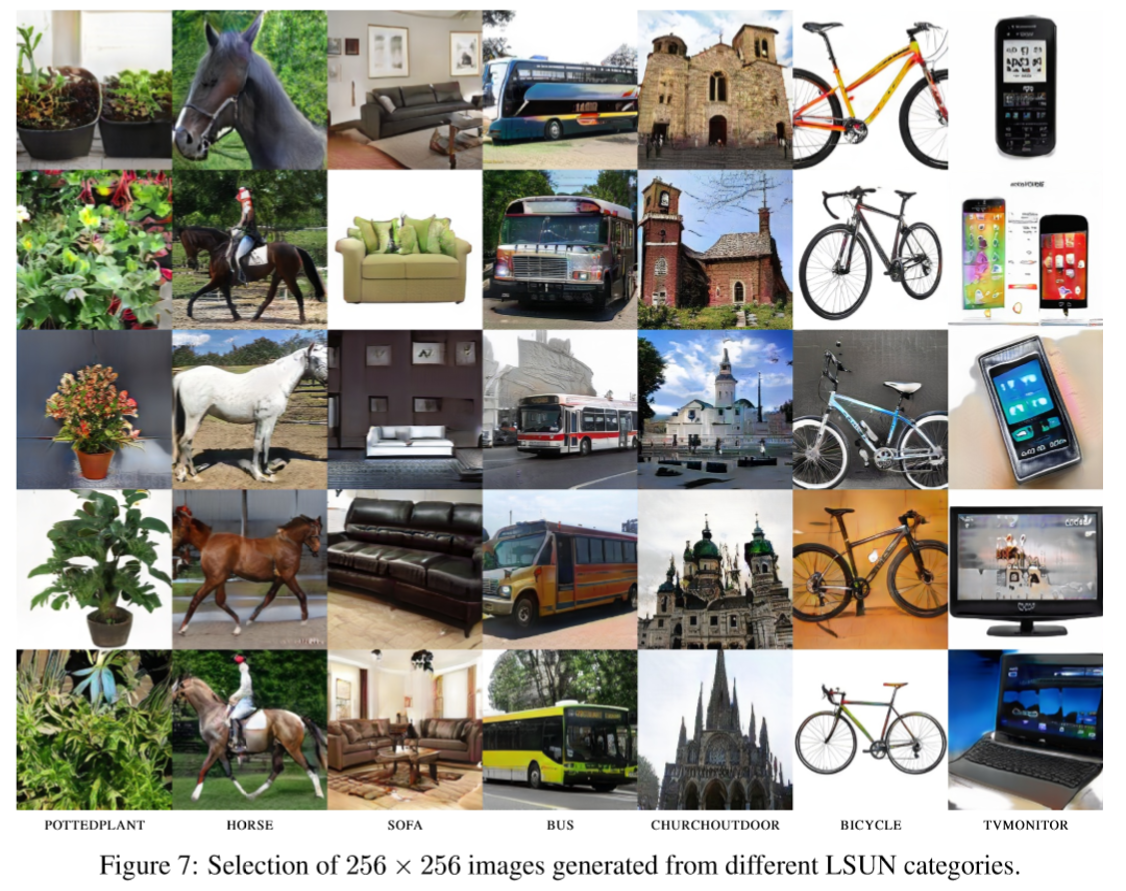 POTTEDPLANT HORSE SOFA BUS CHURCHOUTDOOR BICYCLE TVMONITOR
Figure 7: Selection of 256 × 256 images generated from different LSUN categories.